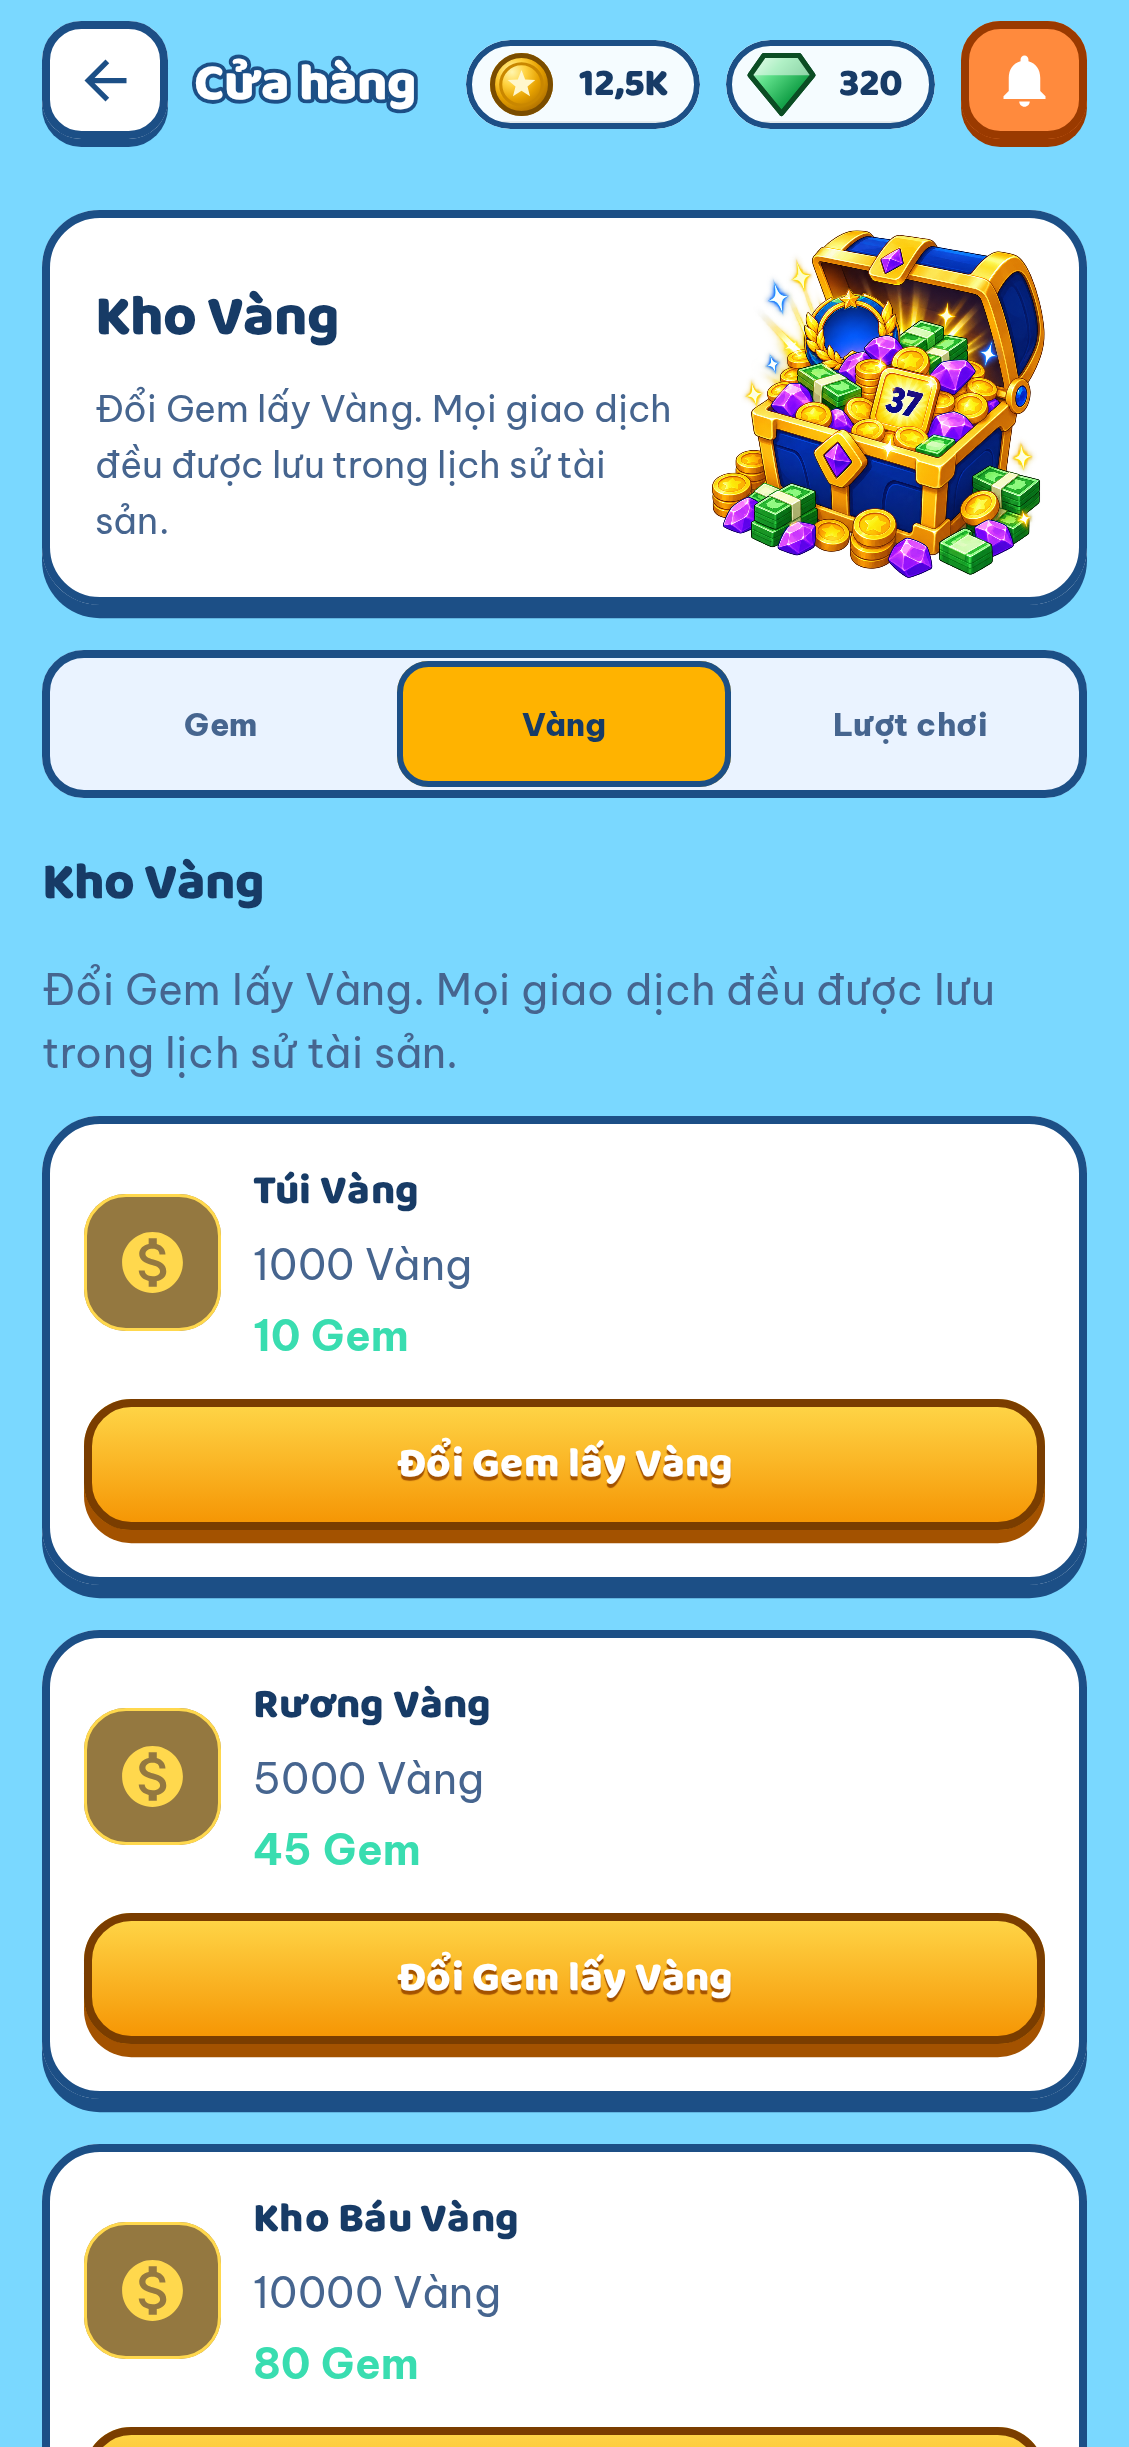 Cửa hàng
12,5K
320
Kho Vàng
Đổi Gem lấy Vàng. Mọi giao dịch
đều được lưu trong lịch sử tài
sản.
37
Gem
Vàng
Lượt chơi
Kho Vàng
Đổi Gem lấy Vàng. Mọi giao dịch đều được lưu
trong lịch sử tài sản.
$
Túi Vàng
1000 Vàng
10 Gem
Đổi Gem lấy Vàng
$
Rương Vàng
5000 Vàng
45 Gem
Đổi Gem lấy Vàng
$
Kho Báu Vàng
10000 Vàng
80 Gem